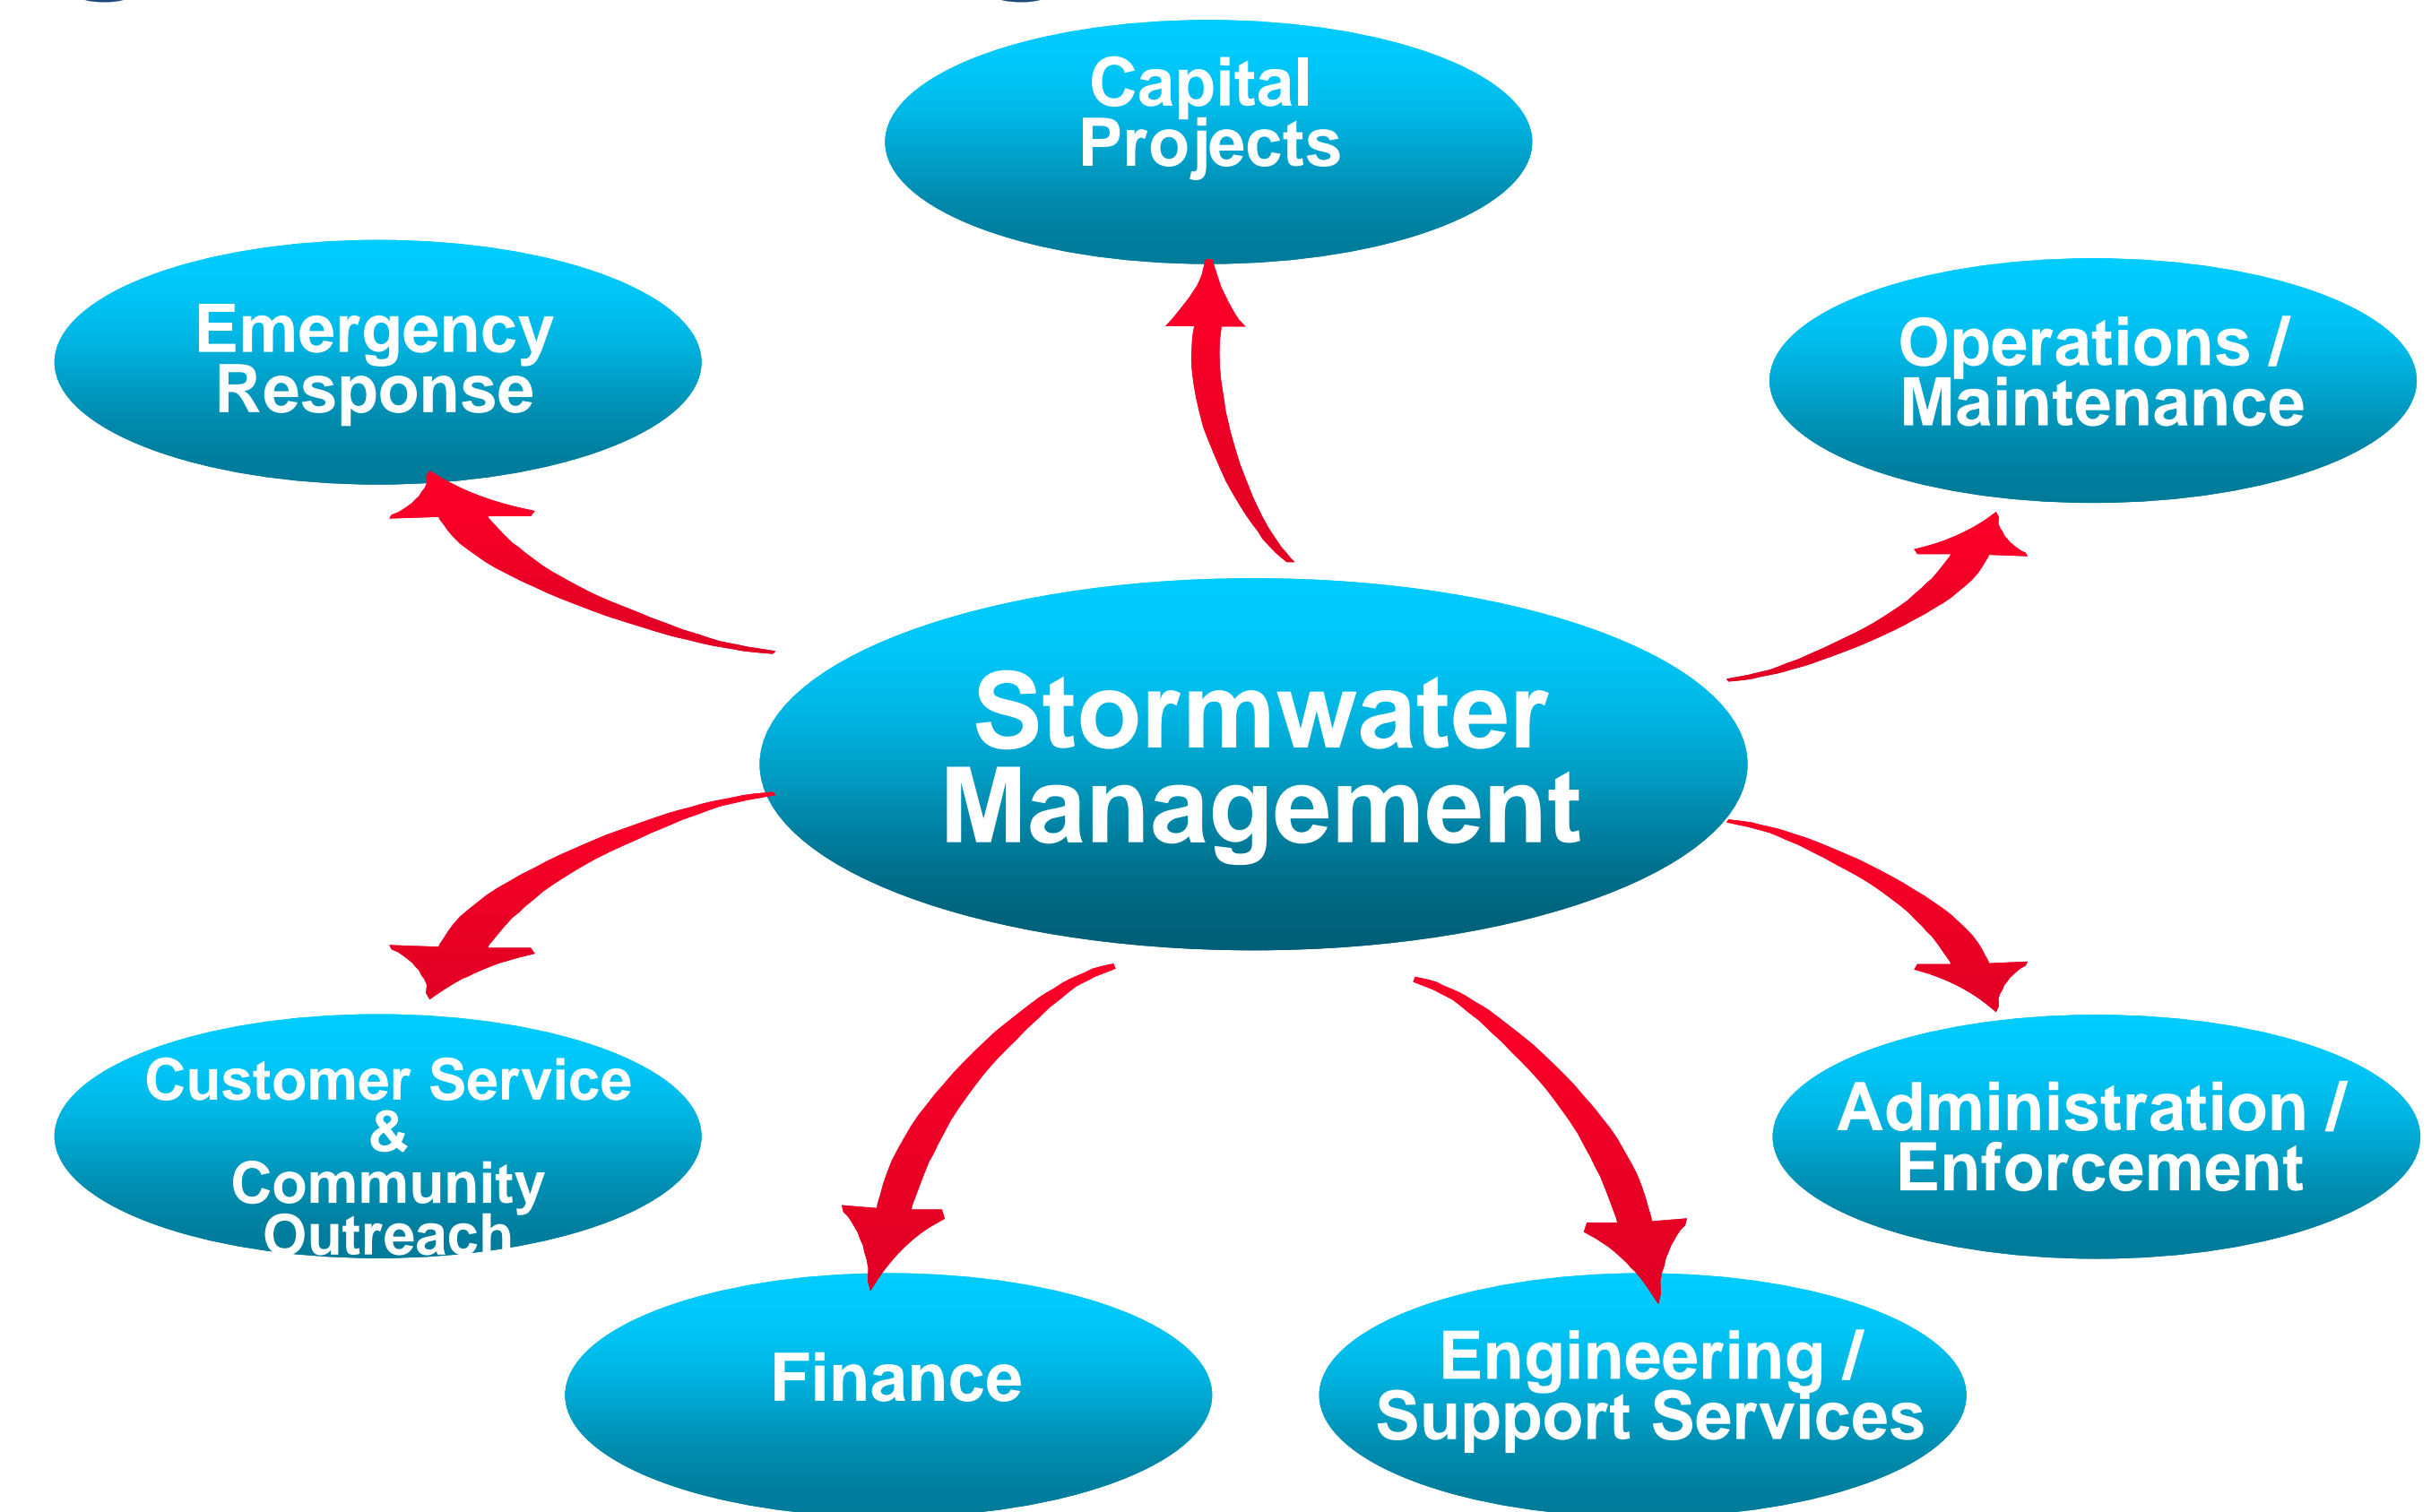 Capital
Projects
Emergency
Response
Operations /
Maintenance
Stormwater
Management
Customer Service
&
Community
Outreach
Administration /
Enforcement
Finance
Engineering /
Support Services